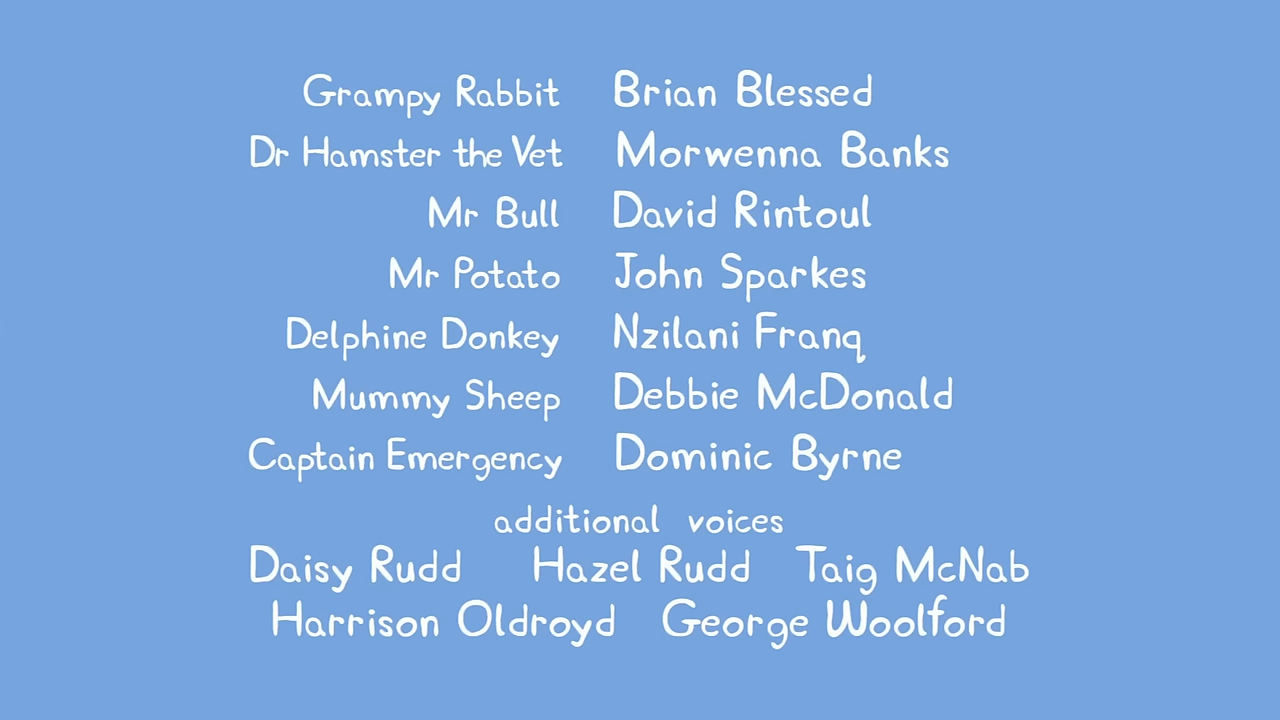 Grampy Rabbit Brian Blessed
Dr Hamster the Vet Morwenna Banks
Mr Bull David Rintoul
Mr Potato John Sparkes
Delphine Donkey Nzilani Franq
Mummy Sheep Debbie McDonald
Captain Emergency Dominic Byrne
additional voices
Daisy Rudd Hazel Rudd Taig McNab
Harrison Oldroyd George Woolford